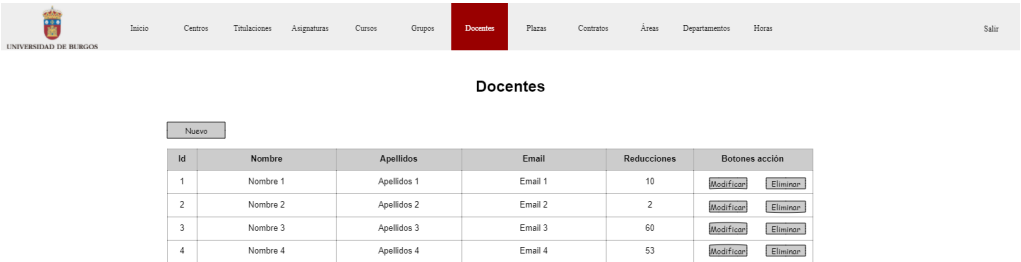 Inicio Centros Titulaciones Asignaturas Cursos Grupos Docentes Plazas Contratos Áreas Departamentos Horas Salir
UNIVERSIDAD DE BURGOS
Docentes
Nuevo
Id Nombre Apellidos Email Reducciones Botones acción
1 Nombre 1 Apellidos 1 Email 1 10 Modificar Eliminar
2 Nombre 2 Apellidos 2 Email 2 2 Modificar Eliminar
3 Nombre 3 Apellidos 3 Email 3 60 Modificar Eliminar
4 Nombre 4 Apellidos 4 Email 4 53 Modificar Eliminar